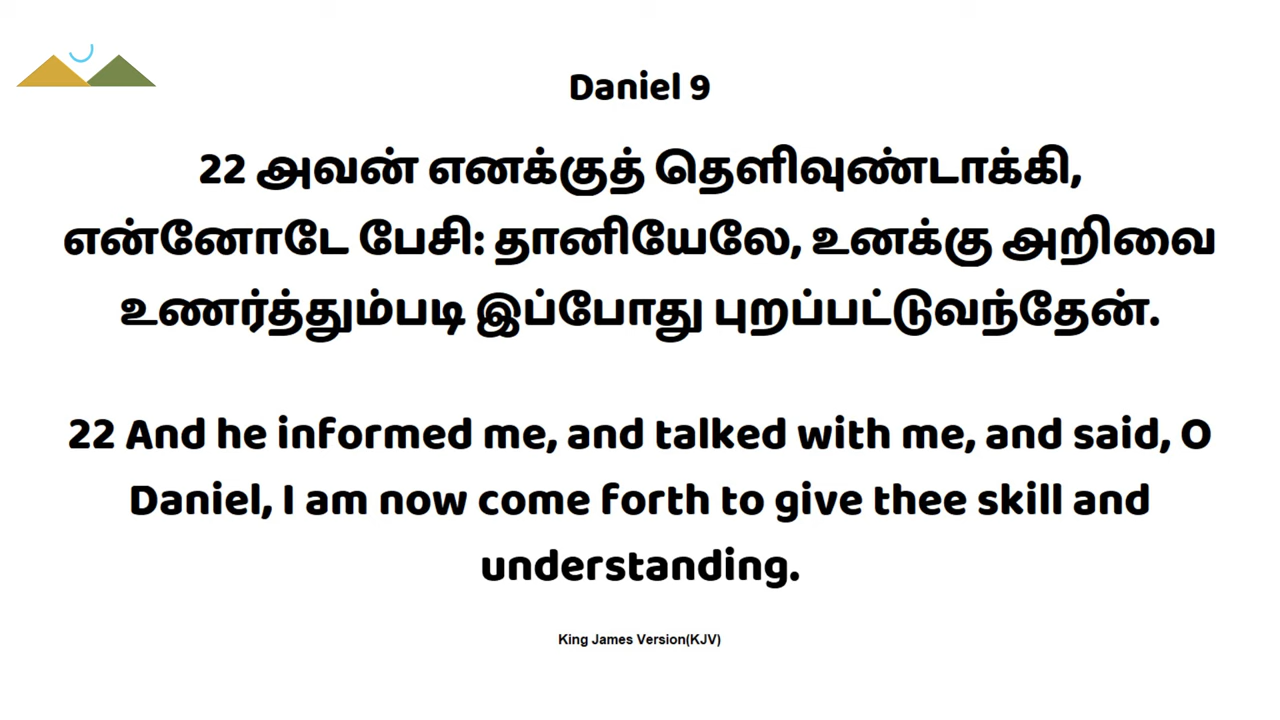 Daniel 9
22 அவன் எனக்குத் தெளிவுண்டாக்கி,
என்னோடே பேசி: தானியேலே, உனக்கு அறிவை
உணர்த்தும்படி இப்போது புறப்பட்டுவந்தேன்.
22 And he informed me, and talked with me, and said, O
Daniel, I am now come forth to give thee skill and
understanding.
King James Version(KJV)